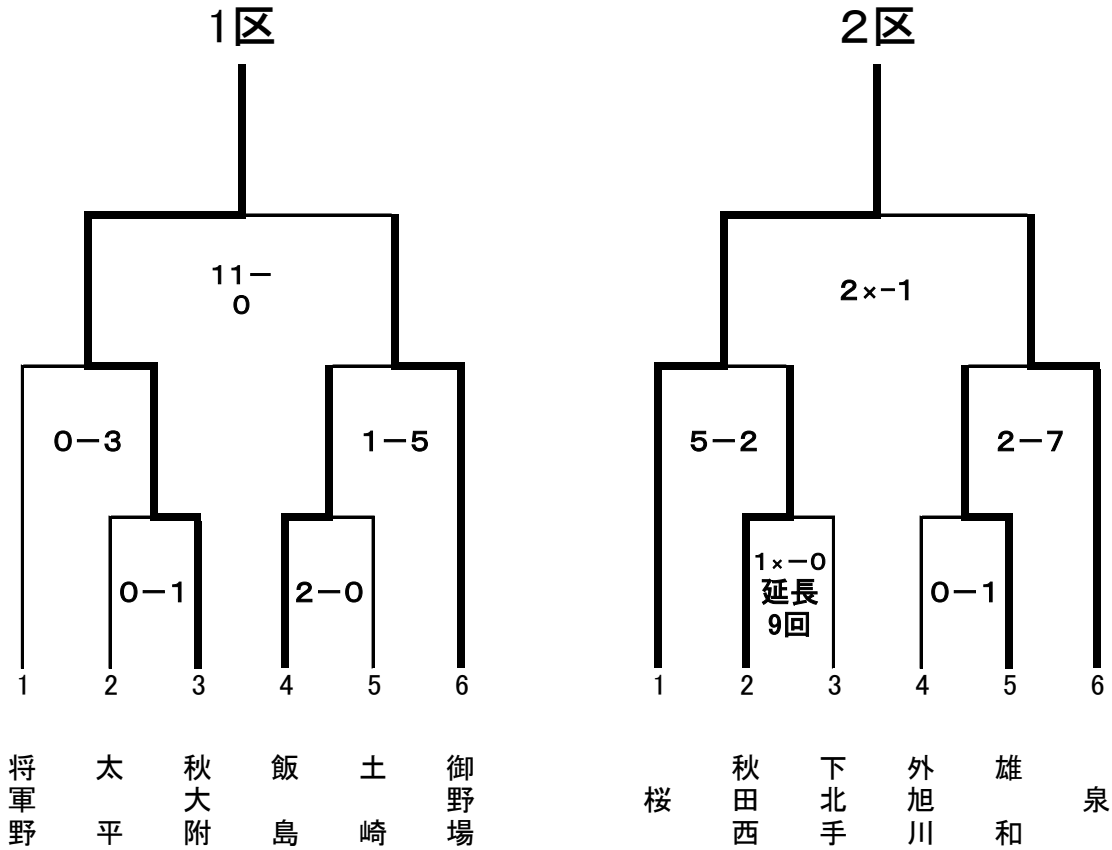 1区
11－
0
0－3
1－5
0－1
2－0
1
2
3
4
5
6
将軍野
太平
秋大附
飯島
土崎
御野場
2区
2×-1
5－2
2－7
1×－0
延長
9回
0－1
1
2
3
4
5
6
桜
秋田西
下北手
外旭川
雄和
泉